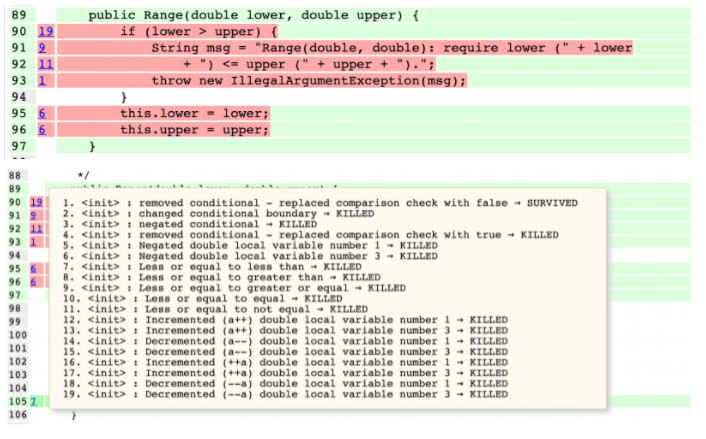 89 public Range(double lower, double upper) {
90 19 if (lower > upper) {
91 9 String msg = "Range(double, double): require lower (" + lower
92 11 + ") <= upper (" + upper + ").";
93 1 throw new IllegalArgumentException(msg);
94 }
95 6 this.lower = lower;
96 6 this.upper = upper;
97 }
88 */
89
90 19 1. <init> : removed conditional - replaced comparison check with false → SURVIVED
91 9 2. <init> : changed conditional boundary → KILLED
92 11 3. <init> : negated conditional → KILLED
93 1 4. <init> : removed conditional - replaced comparison check with true → KILLED
94 5. <init> : Negated double local variable number 1 → KILLED
6. <init> : Negated double local variable number 3 → KILLED
95 6 7. <init> : Less or equal to less than → KILLED
96 6 8. <init> : Less or equal to greater than → KILLED
97 9. <init> : Less or equal to greater or equal → KILLED
98 10. <init> : Less or equal to equal → KILLED
11. <init> : Less or equal to not equal → KILLED
99 12. <init> : Incremented (a++) double local variable number 1 → KILLED
100 13. <init> : Incremented (a++) double local variable number 3 → KILLED
101 14. <init> : Decremented (a--) double local variable number 1 → KILLED
15. <init> : Decremented (a--) double local variable number 3 → KILLED
102 16. <init> : Incremented (++a) double local variable number 1 → KILLED
103 17. <init> : Incremented (++a) double local variable number 3 → KILLED
104 18. <init> : Decremented (--a) double local variable number 1 → KILLED
19. <init> : Decremented (--a) double local variable number 3 → KILLED
105 7
106 }